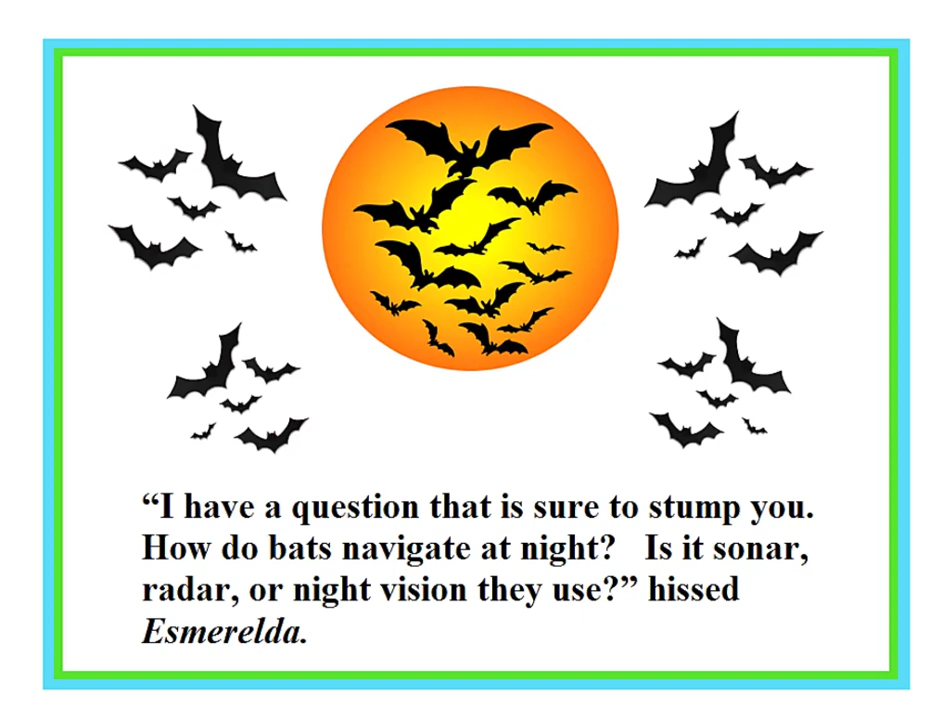 “I have a question that is sure to stump you.
How do bats navigate at night?   Is it sonar,
radar, or night vision they use?” hissed
Esmerelda.